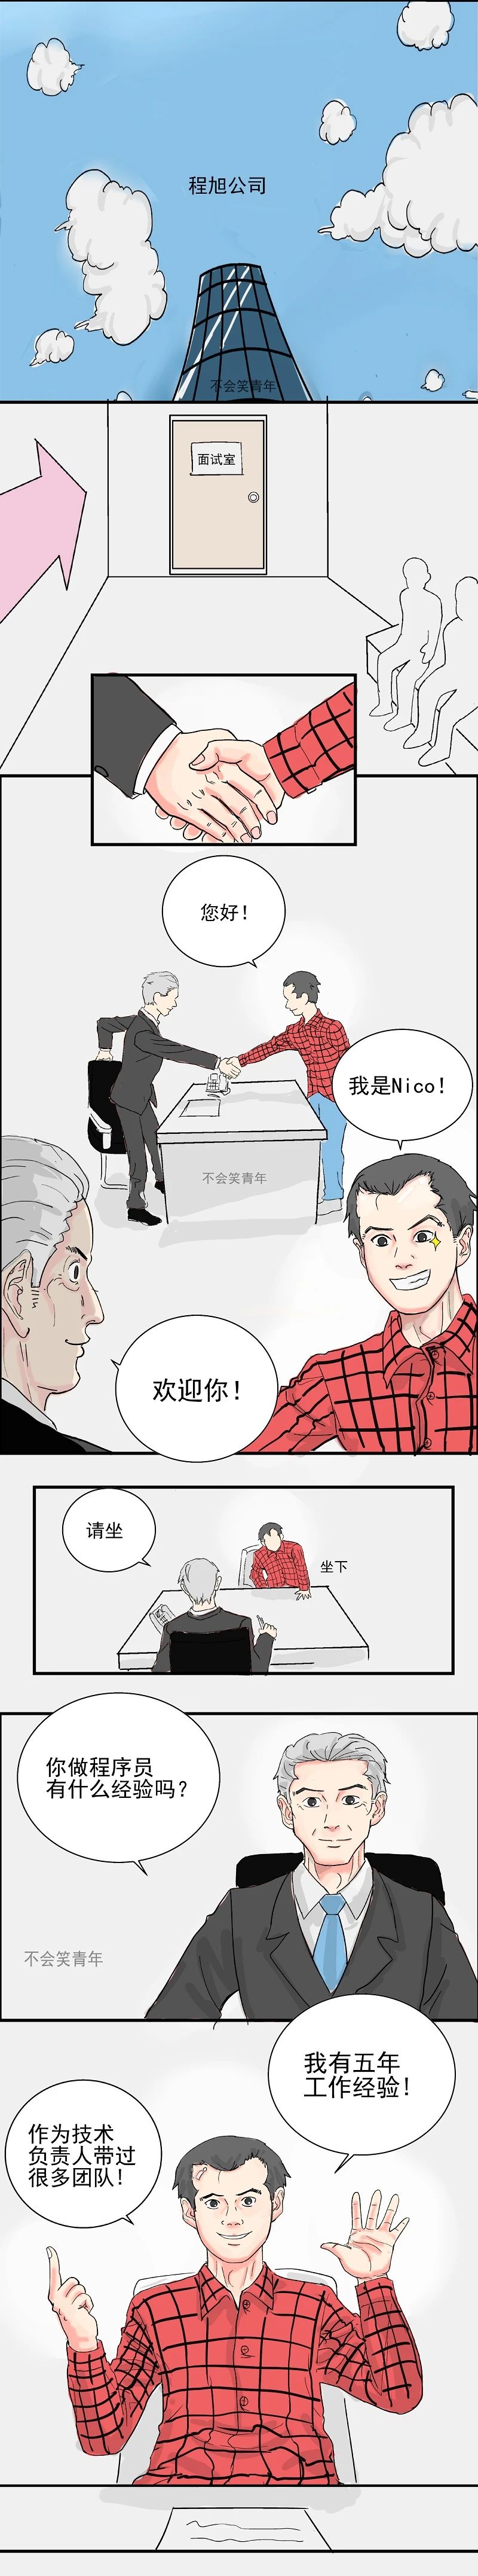 程旭公司
不会笑青年
面试室
您好！
我是Nico！
不会笑青年
欢迎你！
请坐
坐下
你做程序员
有什么经验吗？
不会笑青年
我有五年
工作经验！
作为技术
负责人带过
很多团队！